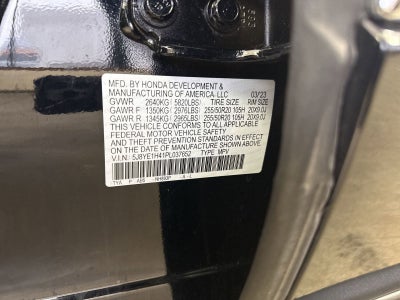 MFD. BY HONDA DEVELOPMENT &
MANUFACTURING OF AMERICA, LLC 03/23
GVWR 2640KG( 5820LBS) TIRE SIZE RIM SIZE
GAWR F 1350KG( 2976LBS) 255/50R20 105H 20X9.0J
GAWR R 1345KG( 2965LBS) 255/50R20 105H 20X9.0J
THIS VEHICLE CONFORMS TO ALL APPLICABLE
FEDERAL MOTOR VEHICLE SAFETY
AND THEFT PREVENTION STANDARDS IN EFFECT
ON THE DATE OF MANUFACTURE SHOWN ABOVE.
V.I.N.: 5J8YE1H41PL037652 TYPE: MPV
TYA